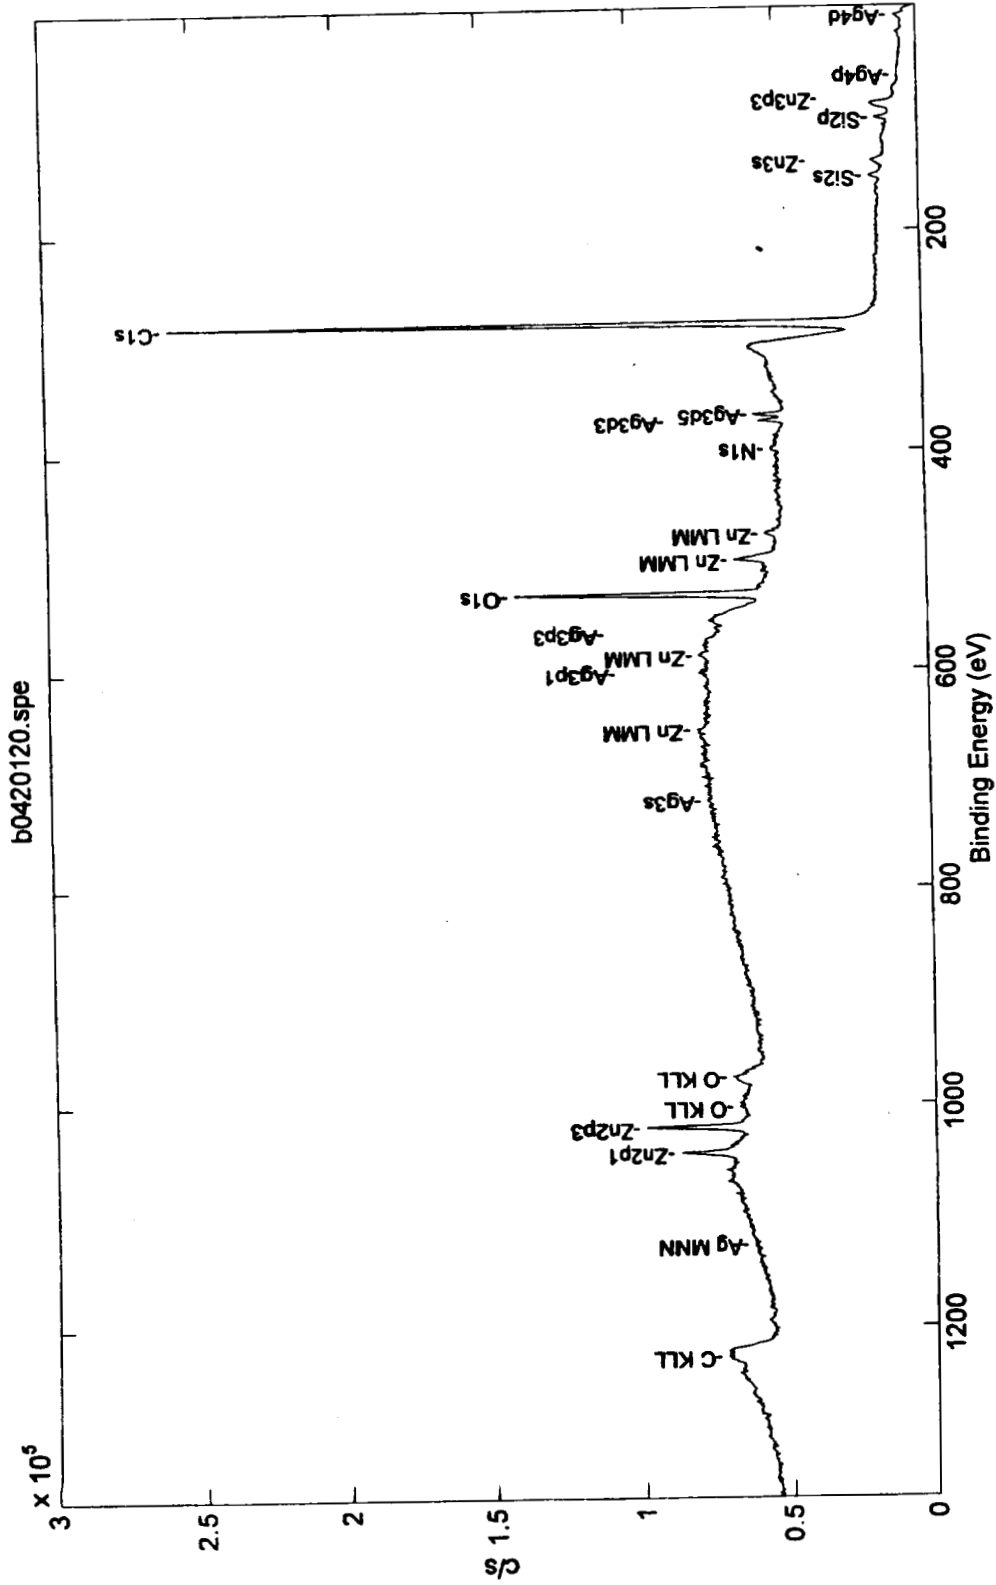 b0420120.spe
x 10⁵
3
2.5
2
1.5
1
0.5
0
c/s
-C KLL
-Ag MNN
-Zn2p1
-Zn2p3
-O KLL
-O KLL
-Ag3s
-Zn LMM
-Ag3p1
-Zn LMM
-Ag3p3
-O1s
-Zn LMM
-Zn LMM
-N1s
-Ag3d3
-Ag3d5
-C1s
-Si2s
-Zn3s
-Si2p
-Zn3p3
-Ag4p
-Ag4d
1200
1000
800
600
400
200
Binding Energy (eV)